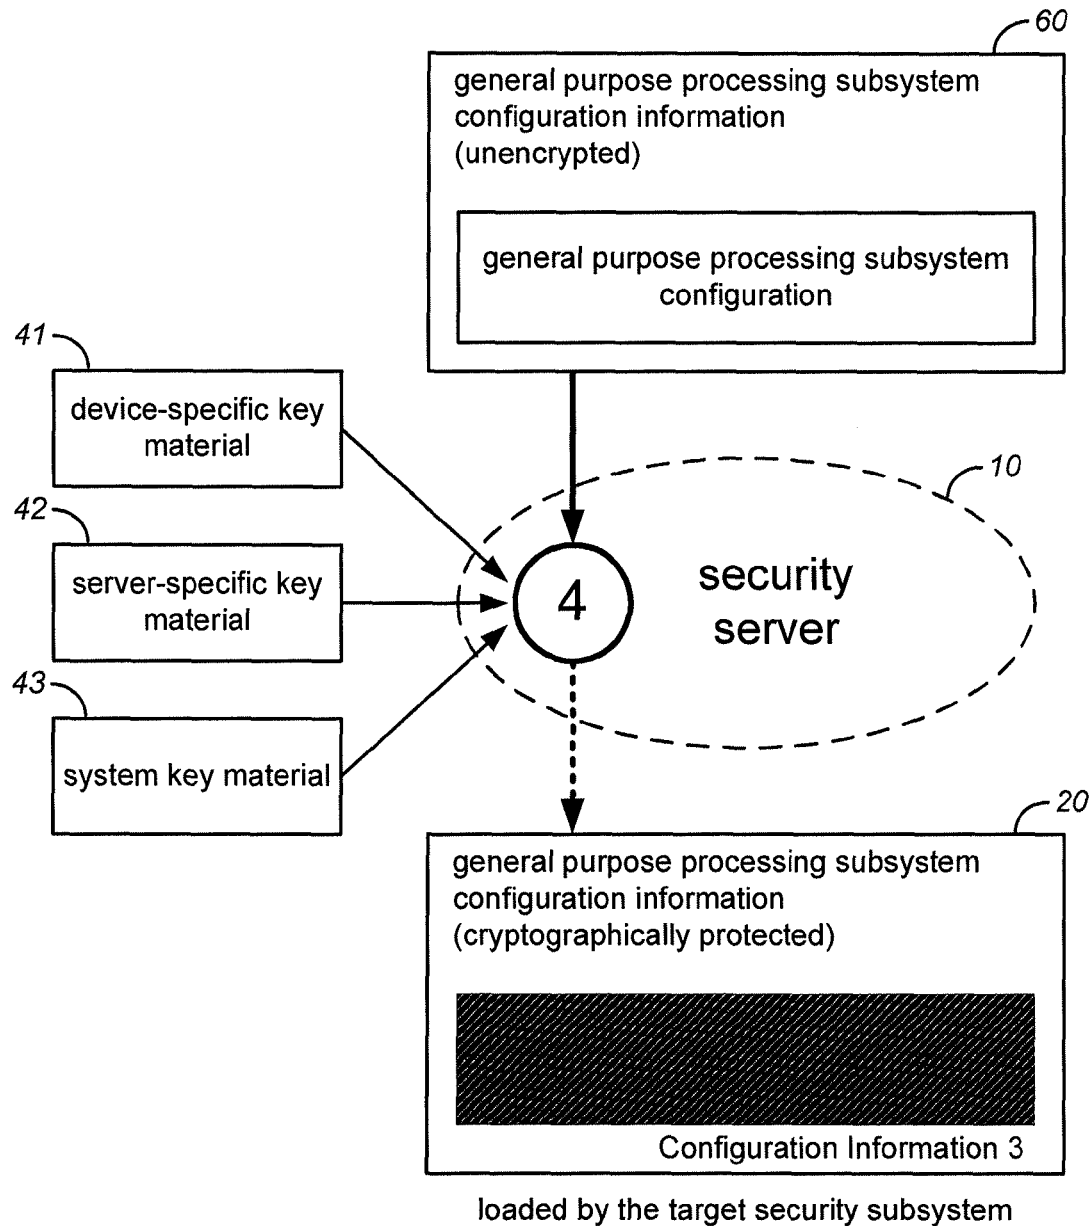 60
general purpose processing subsystem
configuration information
(unencrypted)
general purpose processing subsystem
configuration
41
device-specific key
material
42
server-specific key
material
43
system key material
10
4
security
server
20
general purpose processing subsystem
configuration information
(cryptographically protected)
Configuration Information 3
loaded by the target security subsystem